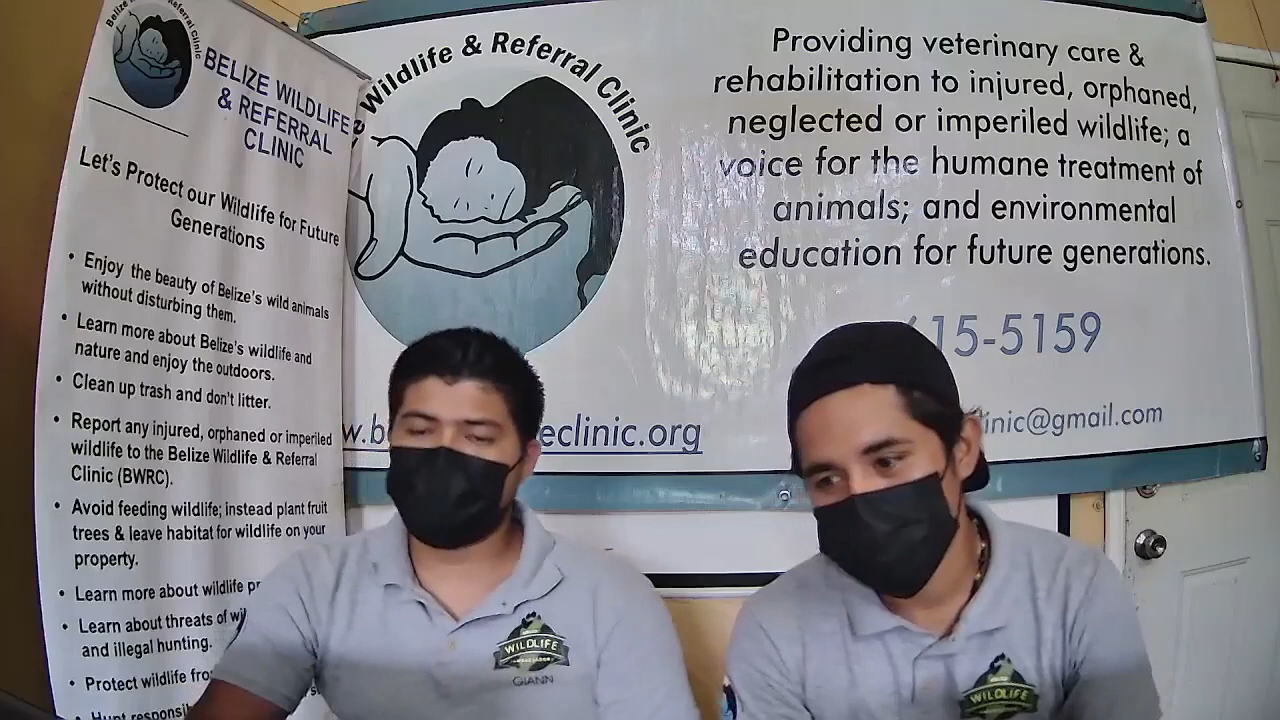 Belize
Referral Clinic
BELIZE WILDLIFE
& REFERRAL
CLINIC
Let's Protect our Wildlife for Future
Generations
• Enjoy the beauty of Belize's wild animals
without disturbing them.
• Learn more about Belize's wildlife and
nature and enjoy the outdoors.
• Clean up trash and don't litter.
• Report any injured, orphaned or imperiled
wildlife to the Belize Wildlife & Referral
Clinic (BWRC).
• Avoid feeding wildlife; instead plant fruit
trees & leave habitat for wildlife on your
property.
• Learn more about wildlife
• Learn about threats of
and illegal hunting.
• Protect wildlife
• Hunt
Wildlife & Referral Clinic
Providing veterinary care &
rehabilitation to injured, orphaned,
neglected or imperiled wildlife; a
voice for the humane treatment of
animals; and environmental
education for future generations.
15-5159
eclinic.org
inic@gmail.com
WILDLIFE
GIANN
WILDLIFE